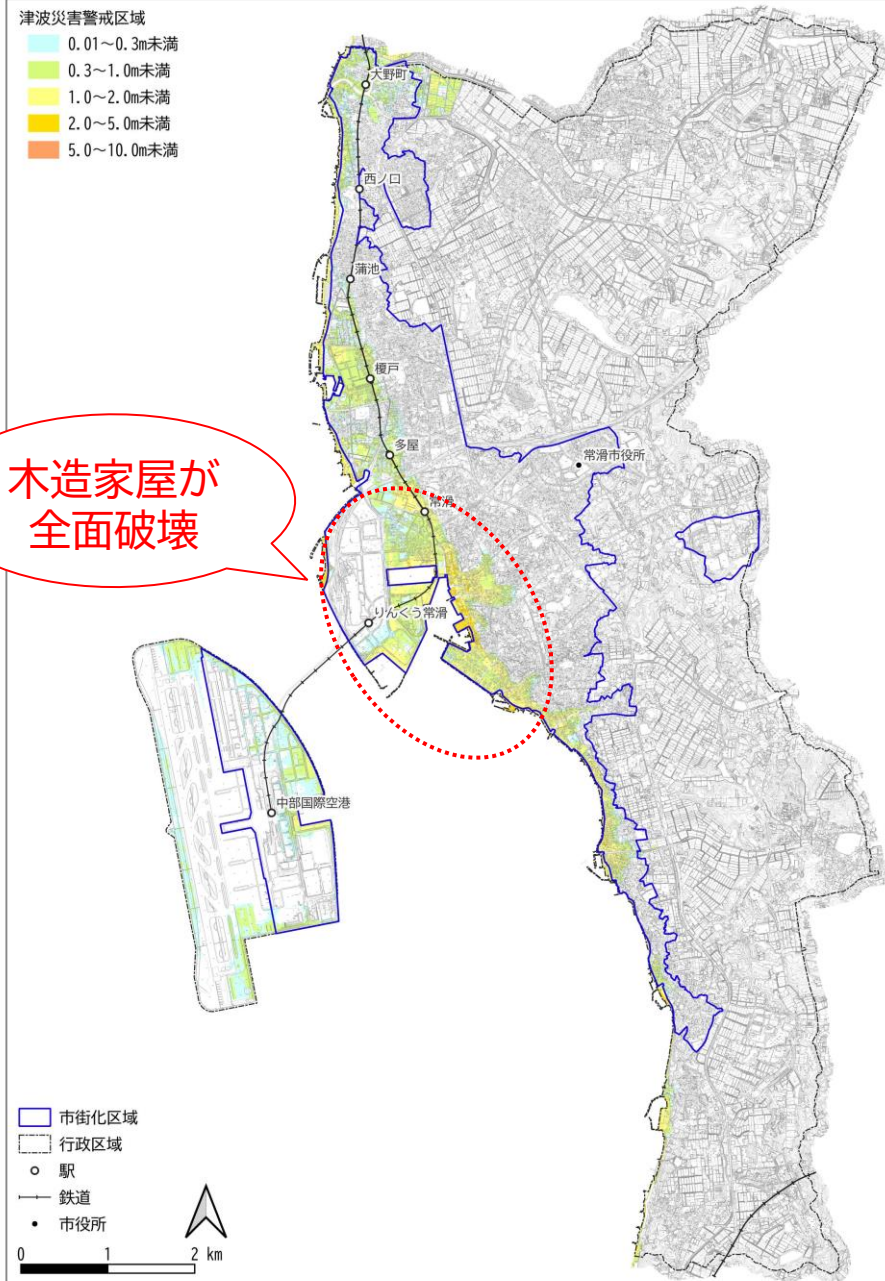 津波災害警戒区域
0.01～0.3m未満
0.3～1.0m未満
1.0～2.0m未満
2.0～5.0m未満
5.0～10.0m未満
大野町
西ノ口
蒲池
榎戸
多屋
常滑市役所
木造家屋が
全面破壊
常滑
りんくう常滑
中部国際空港
市街化区域
行政区域
駅
鉄道
市役所
0 1 2 km